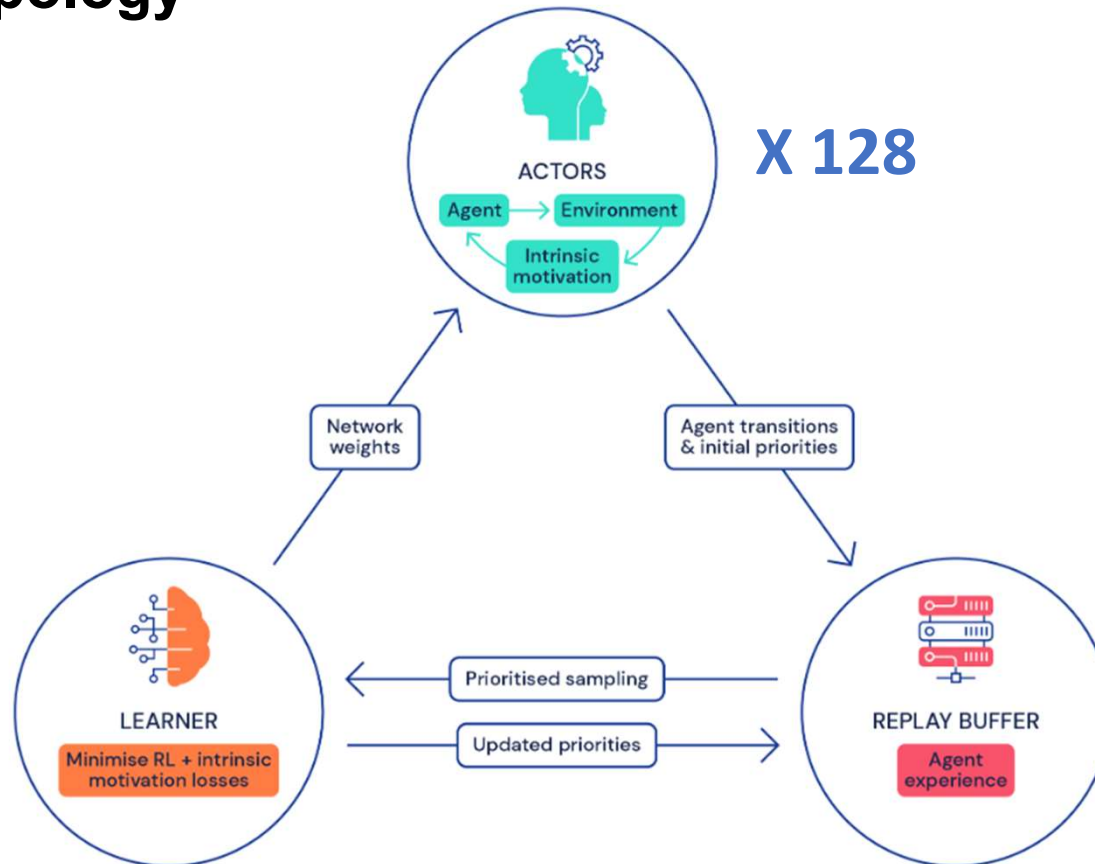 X 128
ACTORS
Agent
Environment
Intrinsic
motivation
Network
weights
Agent transitions
& initial priorities
Prioritised sampling
Updated priorities
LEARNER
Minimise RL + intrinsic
motivation losses
REPLAY BUFFER
Agent
experience